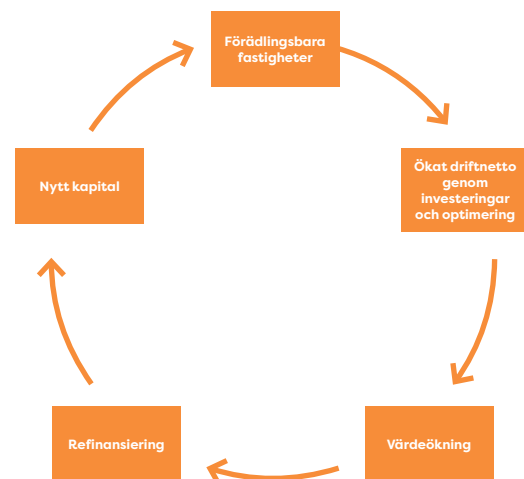 Förädlingsbara
fastigheter
Ökat driftnetto
genom
investeringar
och optimering
Värdeökning
Refinansiering
Nytt kapital